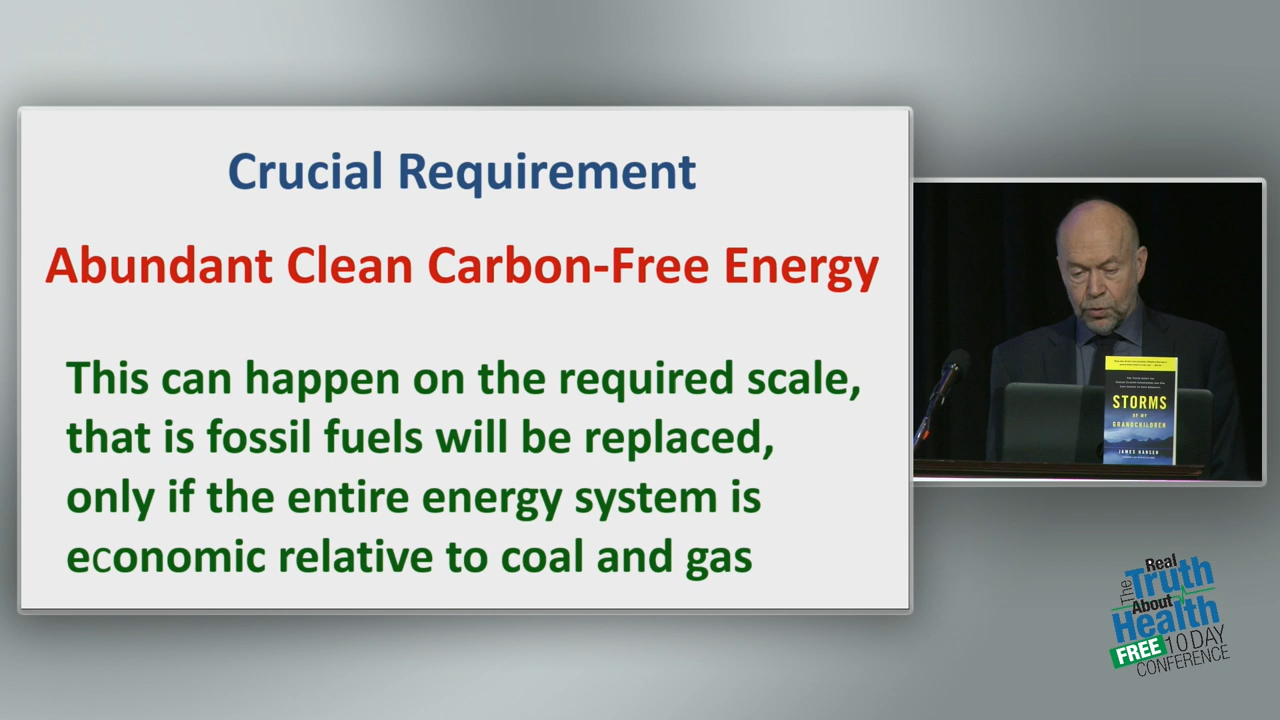 Crucial Requirement
Abundant Clean Carbon-Free Energy
This can happen on the required scale,
that is fossil fuels will be replaced,
only if the entire energy system is
economic relative to coal and gas
STORMS
OF MY
GRANDCHILDREN
JAMES HANSEN
The Real
Truth
About
Health
FREE 10 DAY
CONFERENCE